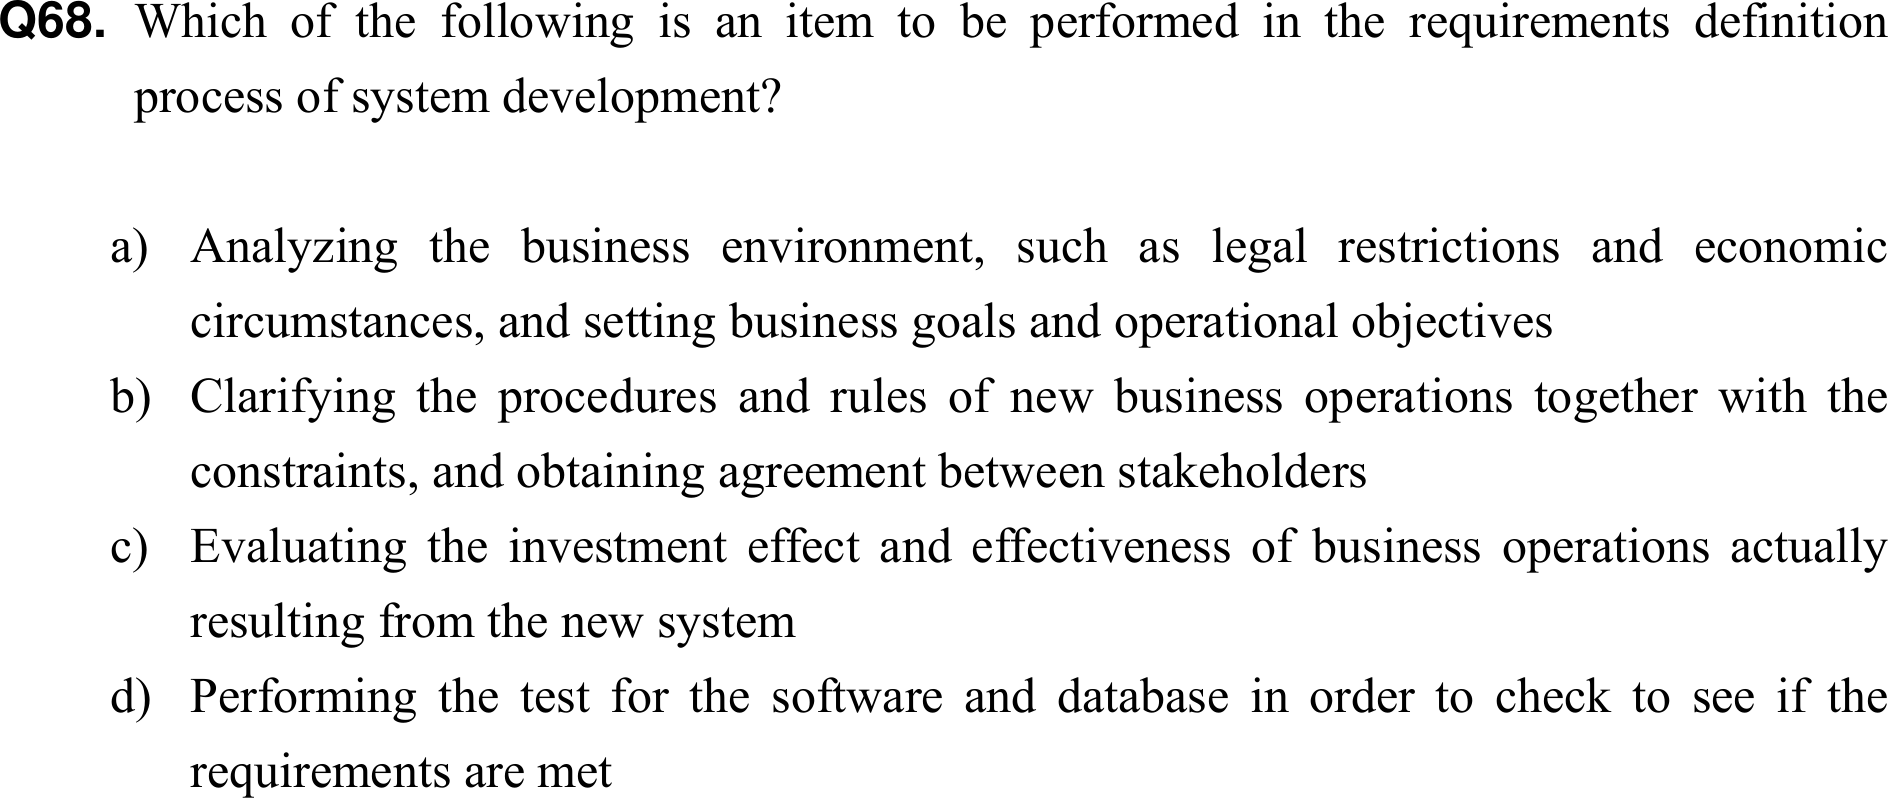 Q68. Which of the following is an item to be performed in the requirements definition
process of system development?
a) Analyzing the business environment, such as legal restrictions and economic
circumstances, and setting business goals and operational objectives
b) Clarifying the procedures and rules of new business operations together with the
constraints, and obtaining agreement between stakeholders
c) Evaluating the investment effect and effectiveness of business operations actually
resulting from the new system
d) Performing the test for the software and database in order to check to see if the
requirements are met